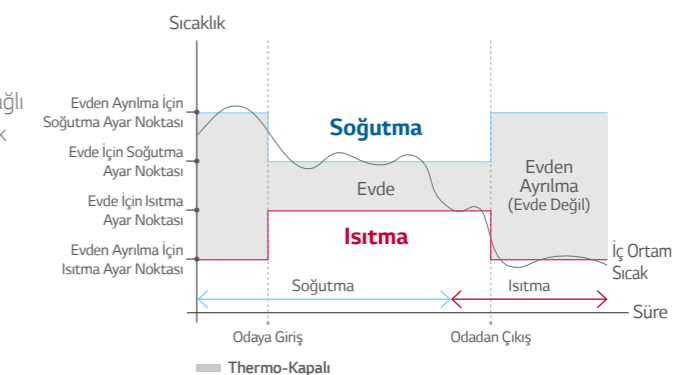 Sıcaklık
ağlı
k
Evden Ayrılma İçin
Soğutma Ayar Noktası
Evde İçin Soğutma
Ayar Noktası
Evde İçin Isıtma
Ayar Noktası
Evden Ayrılma İçin
Isıtma Ayar Noktası
Soğutma
Evde
Isıtma
Evden
Ayrılma
(Evde Değil)
İç Ortam
Sıcak
Soğutma
Isıtma
Süre
Odaya Giriş
Odadan Çıkış
Thermo-Kapalı